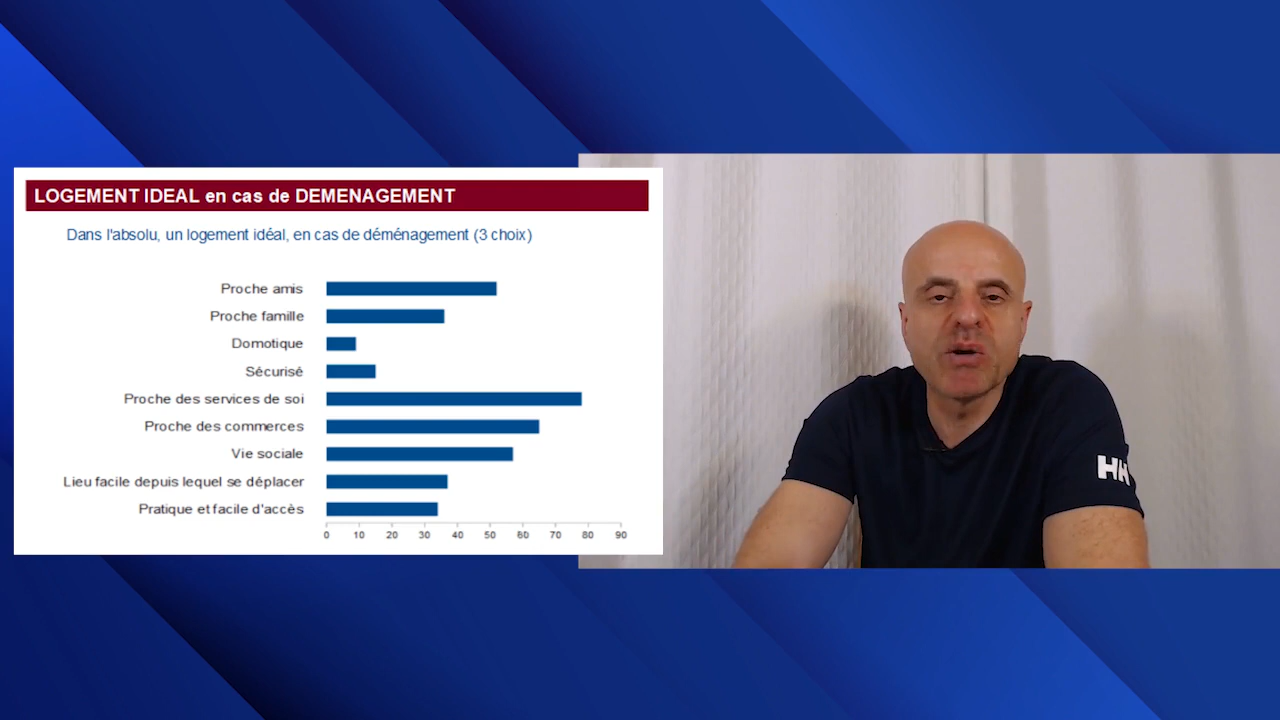 LOGEMENT IDEAL en cas de DEMENAGEMENT
Dans l'absolu, un logement idéal, en cas de déménagement (3 choix)
Proche amis
Proche famille
Domotique
Sécurisé
Proche des services de soi
Proche des commerces
Vie sociale
Lieu facile depuis lequel se déplacer
Pratique et facile d'accès
0 10 20 30 40 50 60 70 80 90
HH